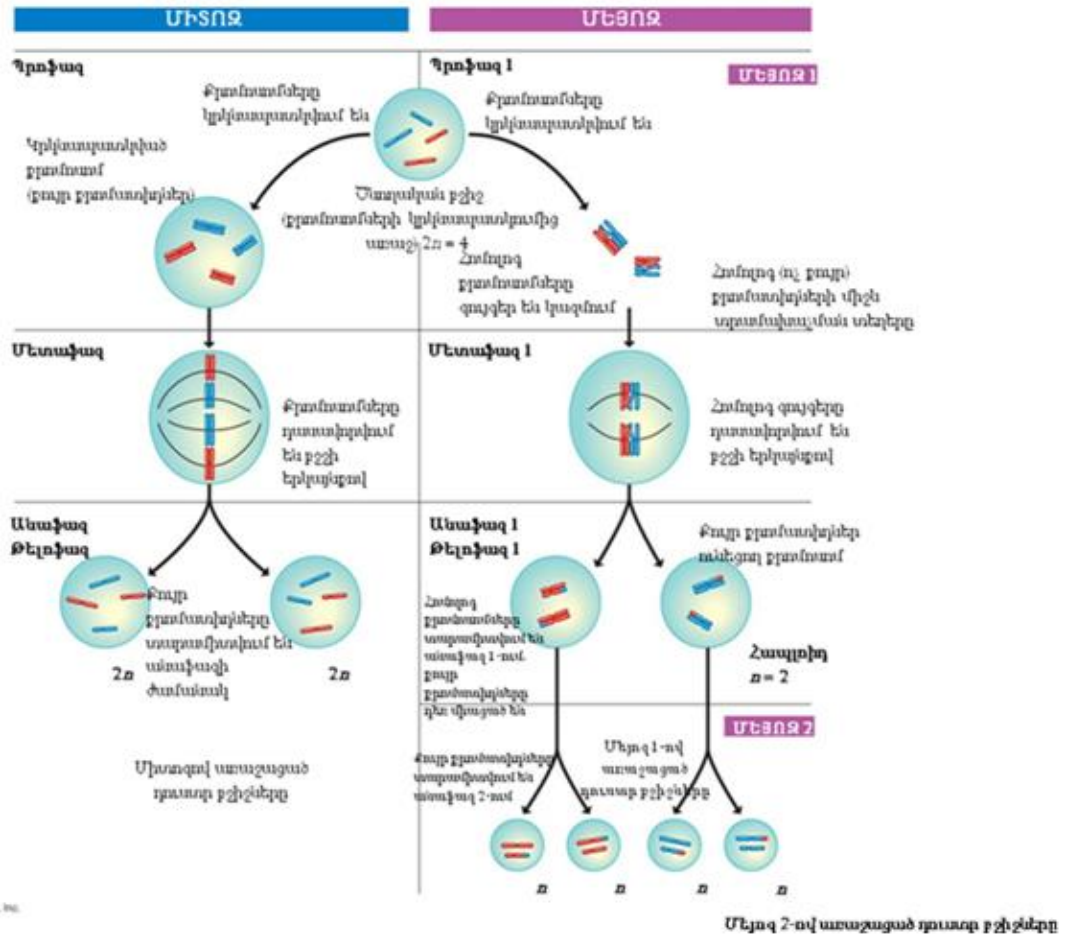 ՄԻՏՈԶ
ՄԵՅՈԶ
Պրոֆազ
Պրոֆազ 1
ՄԵՅՈԶ 1
Քրոմոսոմները
կրկնապատկվում են
Քրոմոսոմները
կրկնապատկվում են
Կրկնապատկված
քրոմոսոմ
(քույր քրոմատիդներ)
Ծնողական բջիջ
(քրոմոսոմների կրկնապատկումից
առաջ) 2n = 4
Հոմոլոգ
քրոմոսոմները
զույգեր են կազմում
Հոմոլոգ (ոչ քույր)
քրոմատիդների միջև
տրամախաչման տեղերը
Մետաֆազ
Մետաֆազ 1
Քրոմոսոմները
դասավորվում
են բջջի
երկայնքով
Հոմոլոգ զույգերը
դասավորվում են
բջջի երկայնքով
Անաֆազ
Թելոֆազ
Անաֆազ 1
Թելոֆազ 1
Քույր քրոմատիդներ
ունեցող քրոմոսոմ
Քույր
քրոմատիդները
տարամիտվում են
անաֆազի
ժամանակ
2n
2n
Հոմոլոգ
քրոմոսոմները
տարամիտվում են
անաֆազ 1-ում.
քույր
քրոմատիդները
դեռ միացած են
Հապլոիդ
n = 2
ՄԵՅՈԶ 2
Միտոզով առաջացած
դուստր բջիջները
Քույր քրոմատիդները
տարամիտվում են
անաֆազ 2-ում
Մեյոզ 1-ով
առաջացած
դուստր բջիջները
n
n
n
n
Inc.
Մեյոզ 2-ով առաջացած դուստր բջիջները